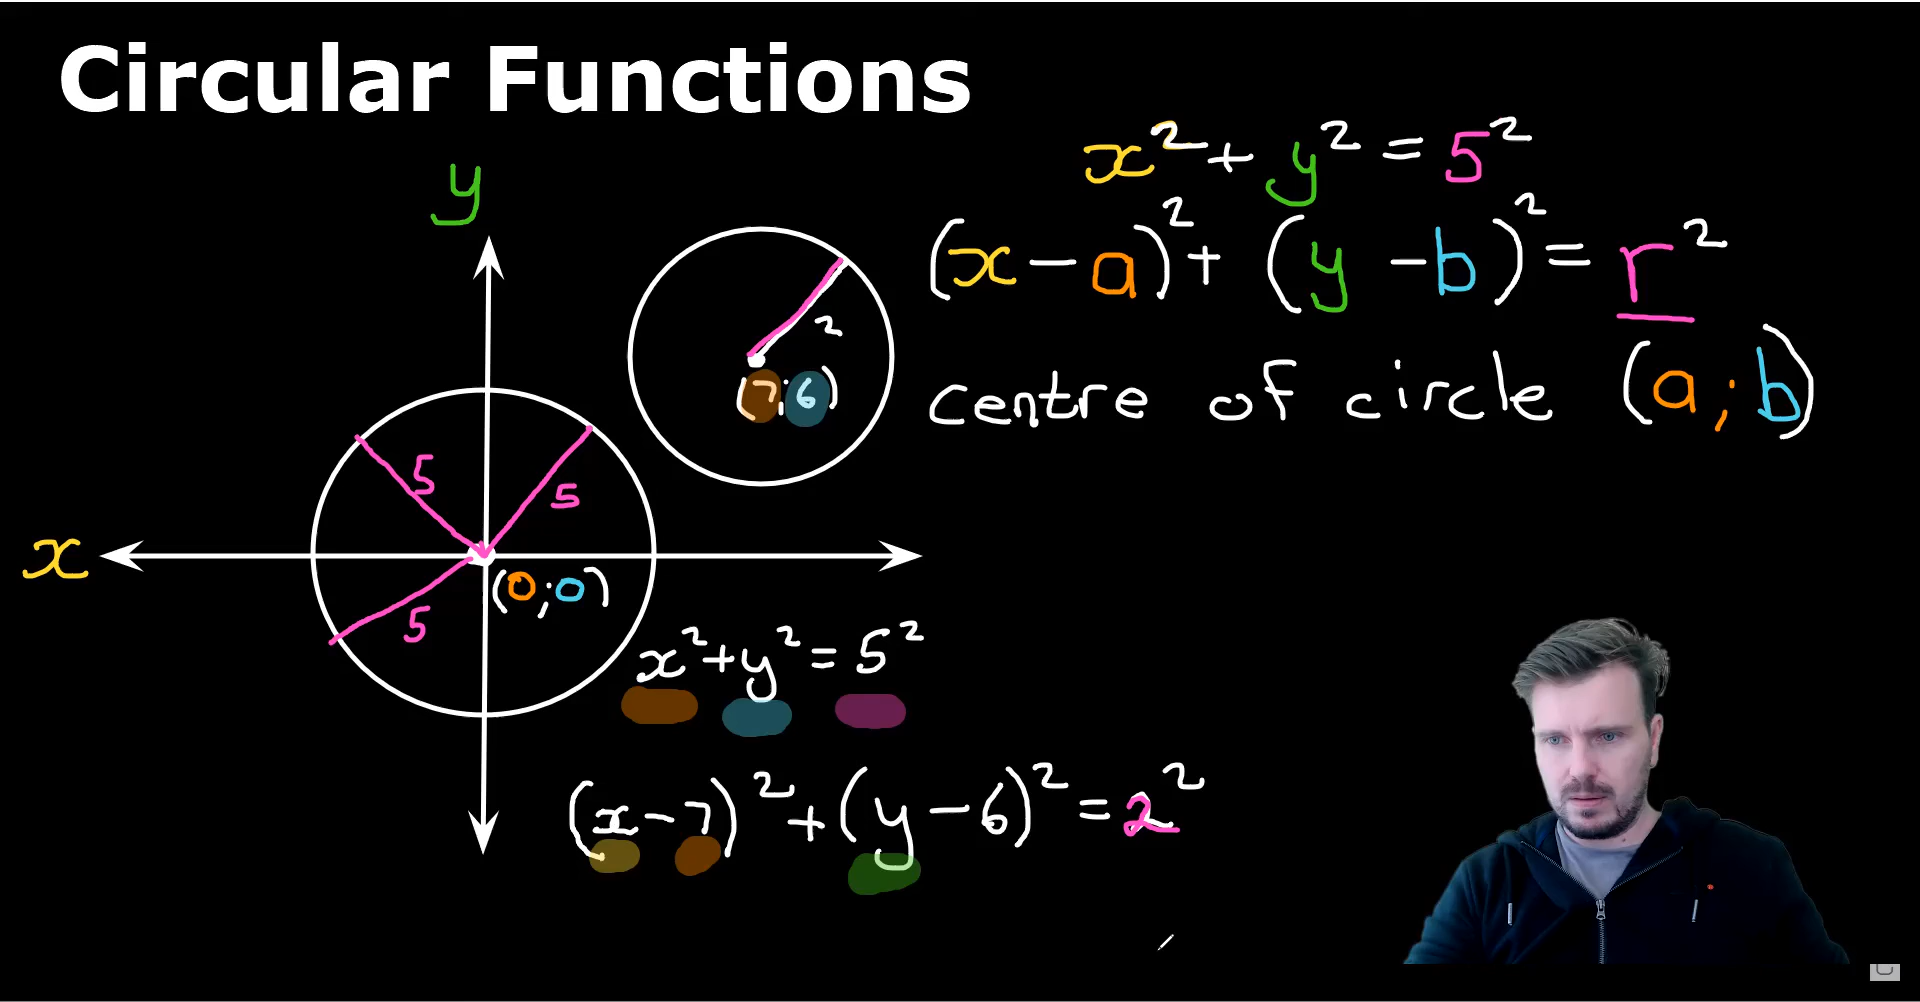 Circular Functions
x² + y² = 5²
y
(x - a)² + (y - b)² = r²
2
(7;6)
centre of circle (a;b)
5
5
x
(0;0)
5
x² + y² = 5²
(x - 7)² + (y - 6)² = 2²